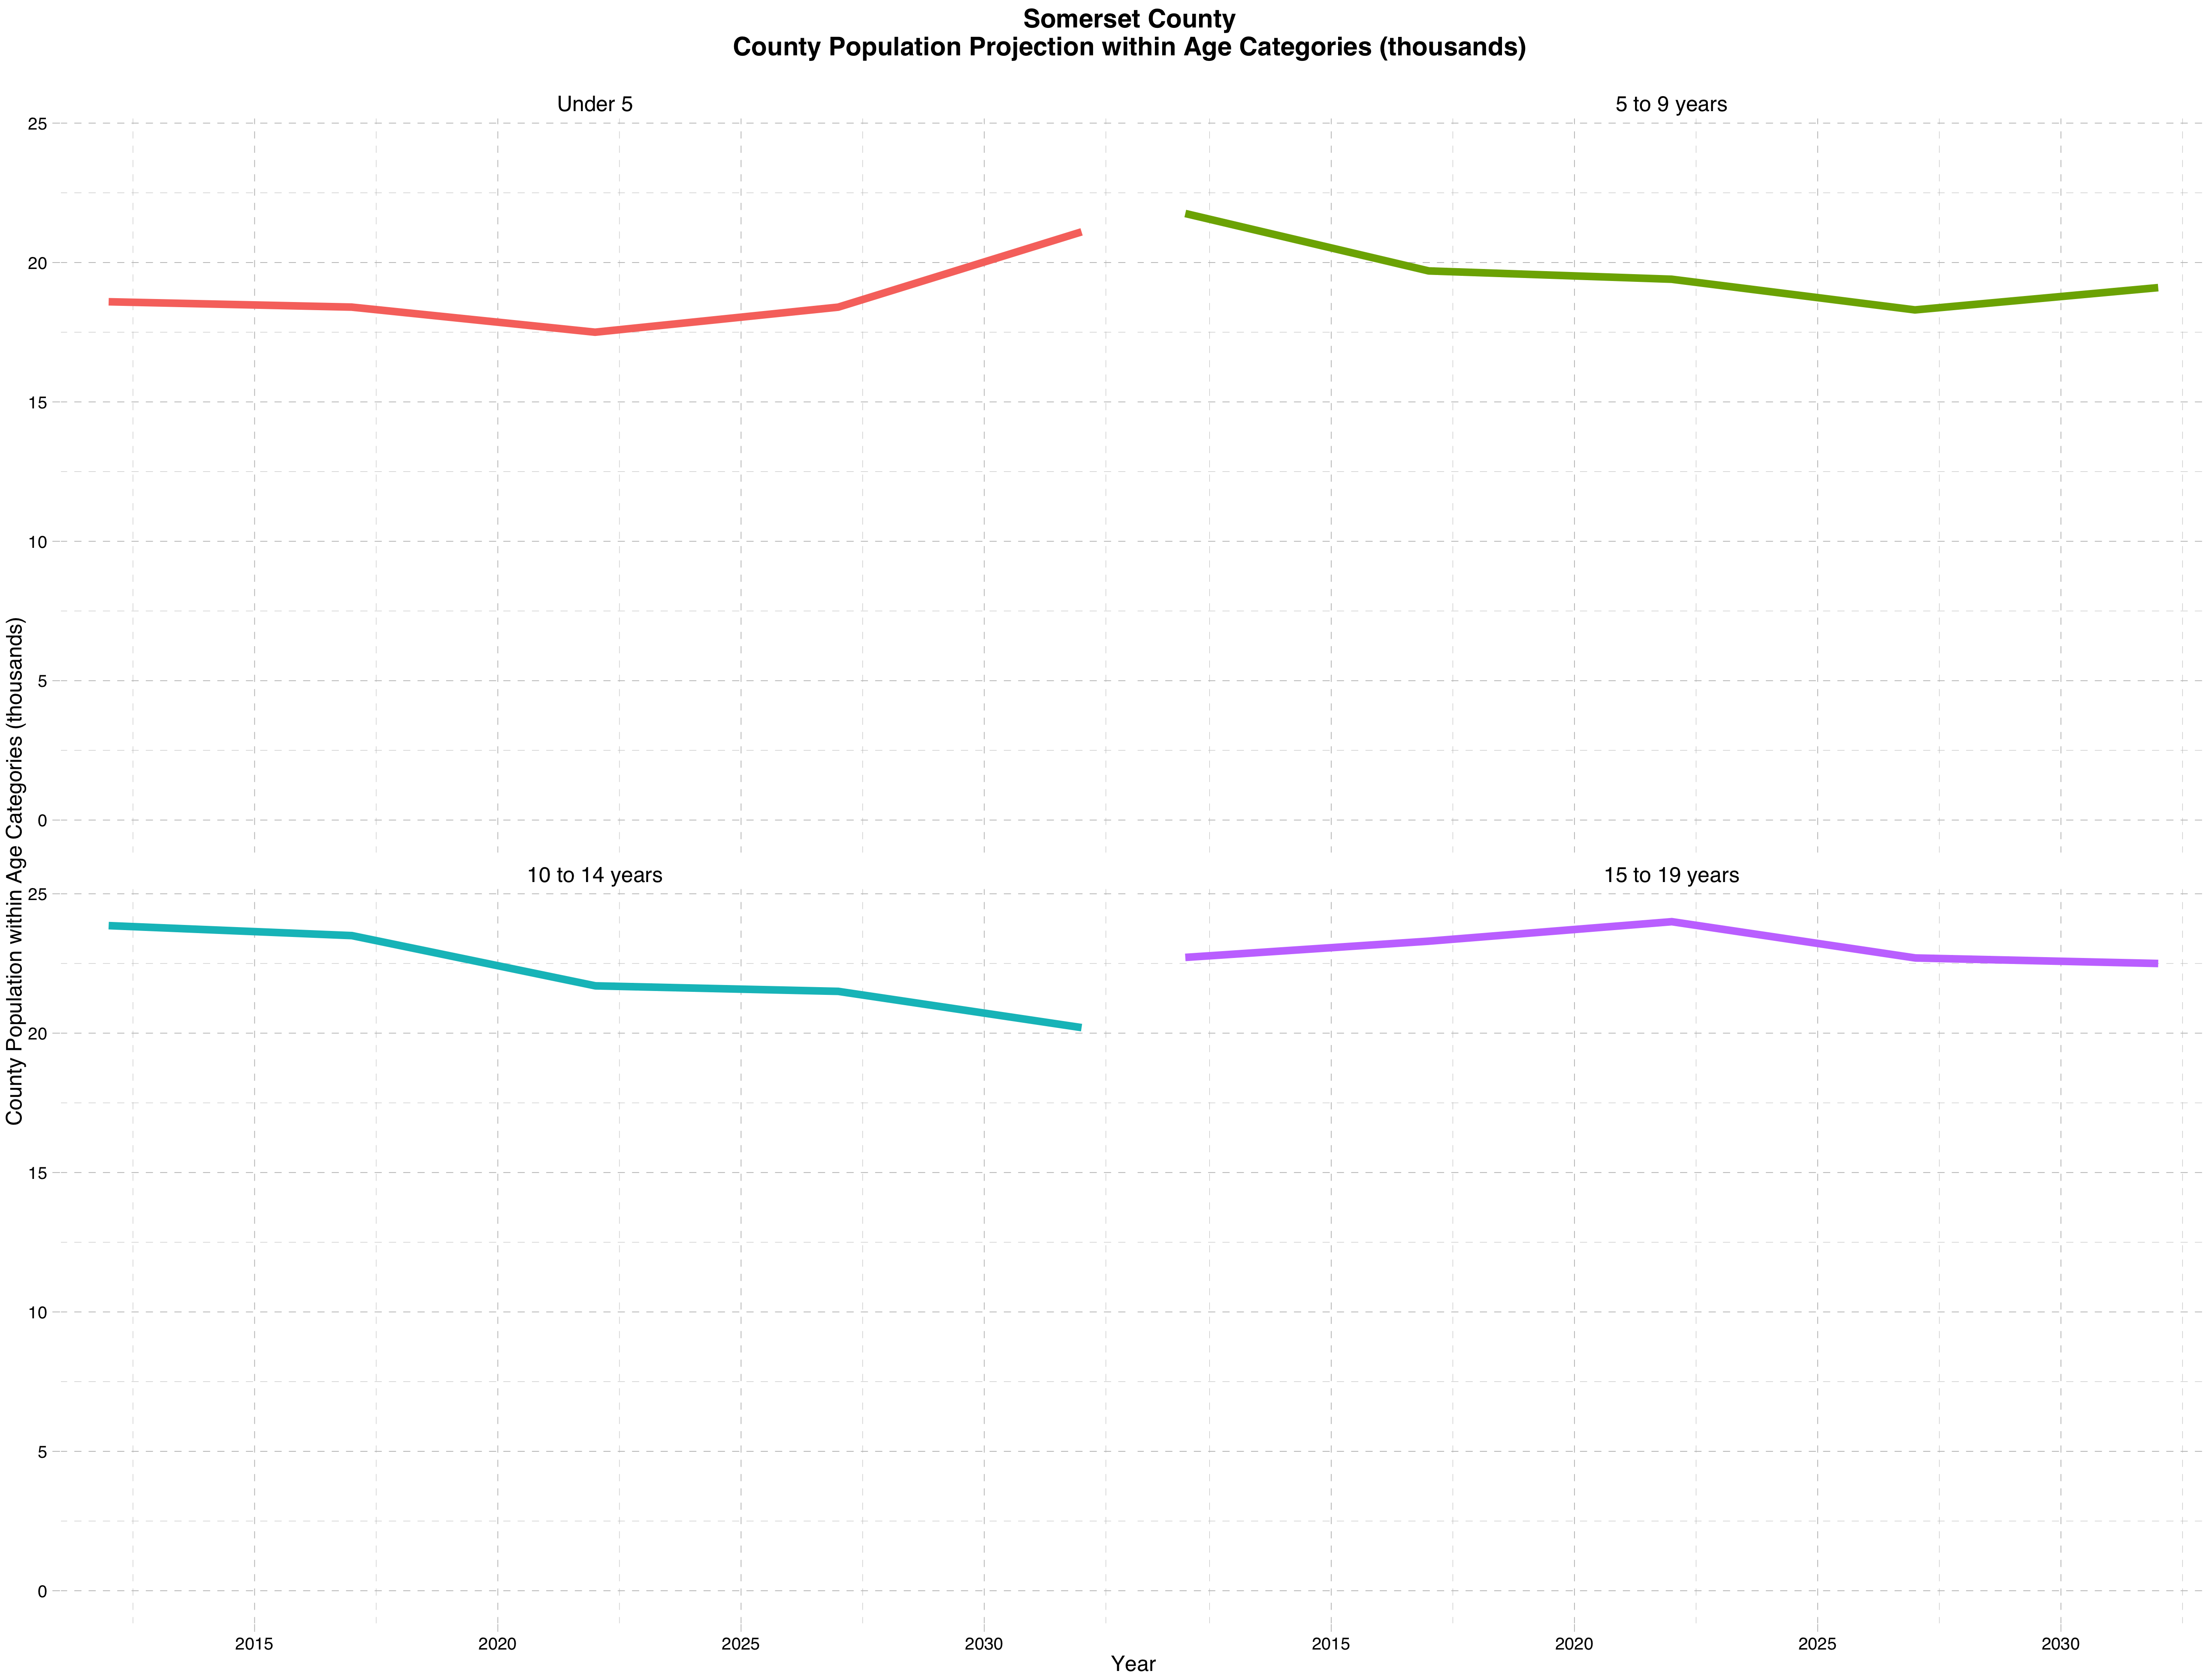 Somerset County
County Population Projection within Age Categories (thousands)
Under 5
5 to 9 years
25
20
15
10
5
0
County Population within Age Categories (thousands)
10 to 14 years
15 to 19 years
25
20
15
10
5
0
2015
2020
2025
2030
2015
2020
2025
2030
Year